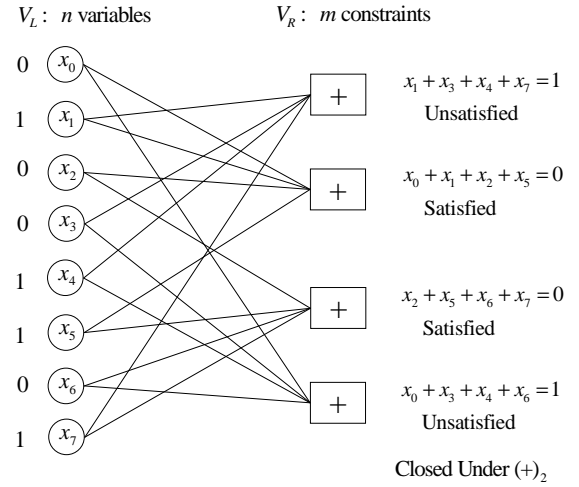 V_L: n variables
V_R: m constraints
0 x_0
1 x_1
0 x_2
0 x_3
1 x_4
1 x_5
0 x_6
1 x_7
+
x_1 + x_3 + x_4 + x_7 = 1
Unsatisfied
+
x_0 + x_1 + x_2 + x_5 = 0
Satisfied
+
x_2 + x_5 + x_6 + x_7 = 0
Satisfied
+
x_0 + x_3 + x_4 + x_6 = 1
Unsatisfied
Closed Under (+)_2